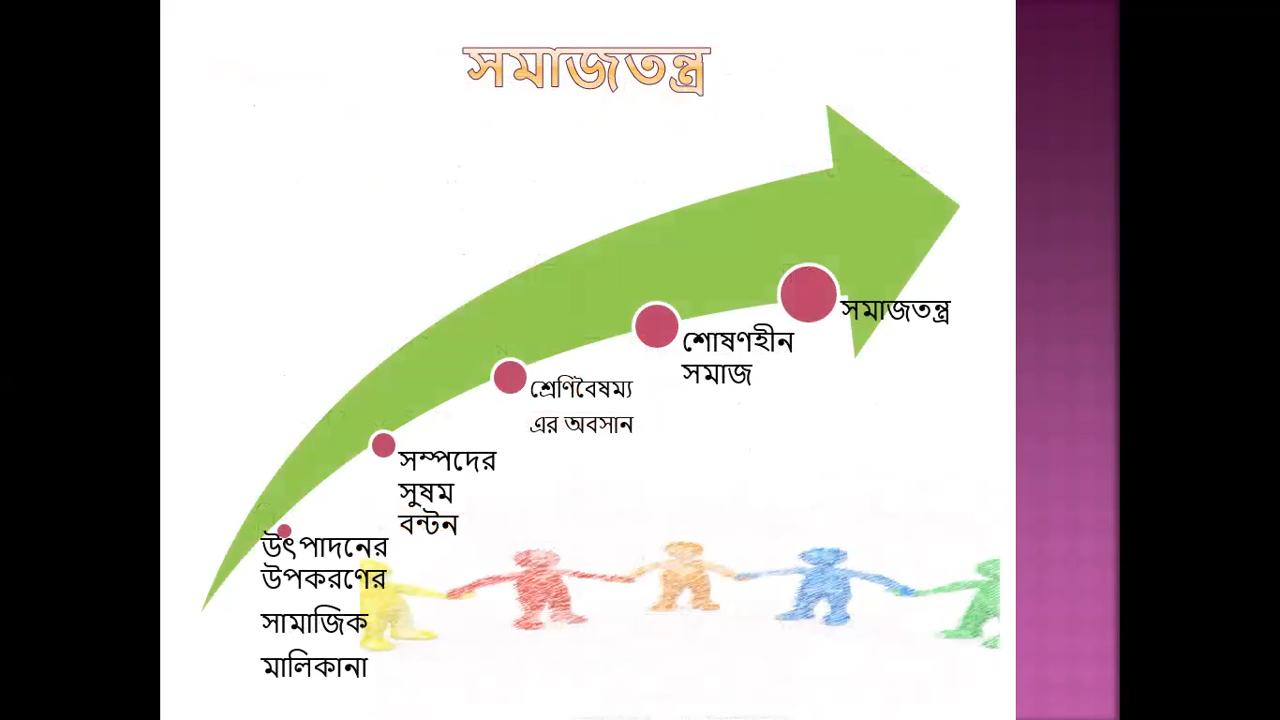 সমাজতন্ত্র
সমাজতন্ত্র
শোষণহীন
সমাজ
শ্রেণিবৈষম্য
এর অবসান
সম্পদের
সুষম
বন্টন
উৎপাদনের
উপকরণের
সামাজিক
মালিকানা